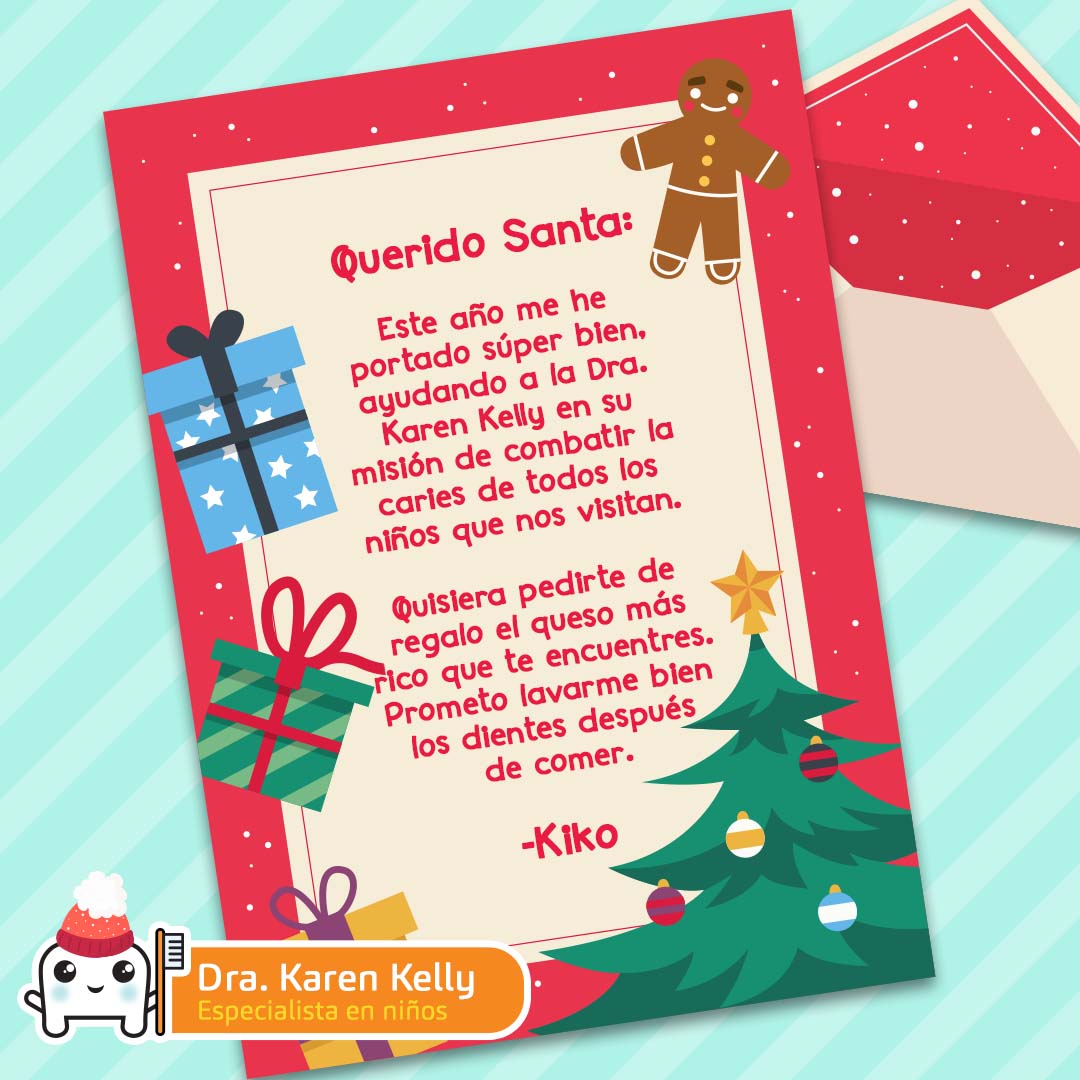 Querido Santa:
Este año me he
portado súper bien,
ayudando a la Dra.
Karen Kelly en su
misión de combatir la
caries de todos los
niños que nos visitan.
Quisiera pedirte de
regalo el queso más
rico que te encuentres.
Prometo lavarme bien
los dientes después
de comer.
-Kiko
Dra. Karen Kelly
Especialista en niños